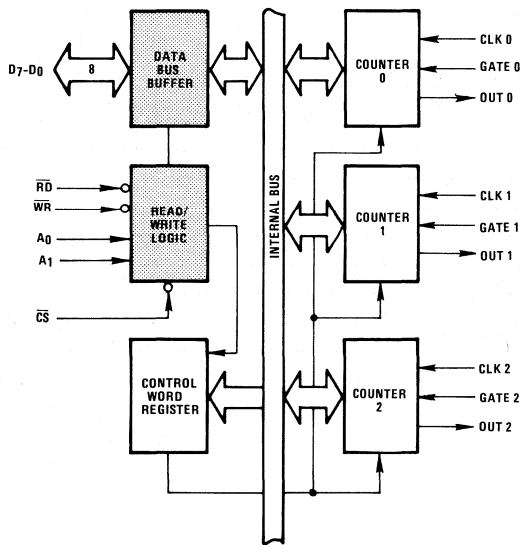 D7-D0
8
DATA
BUS
BUFFER
RD
WR
A0
A1
READ/
WRITE
LOGIC
CS
CONTROL
WORD
REGISTER
INTERNAL BUS
COUNTER
0
CLK 0
GATE 0
OUT 0
COUNTER
1
CLK 1
GATE 1
OUT 1
COUNTER
2
CLK 2
GATE 2
OUT 2